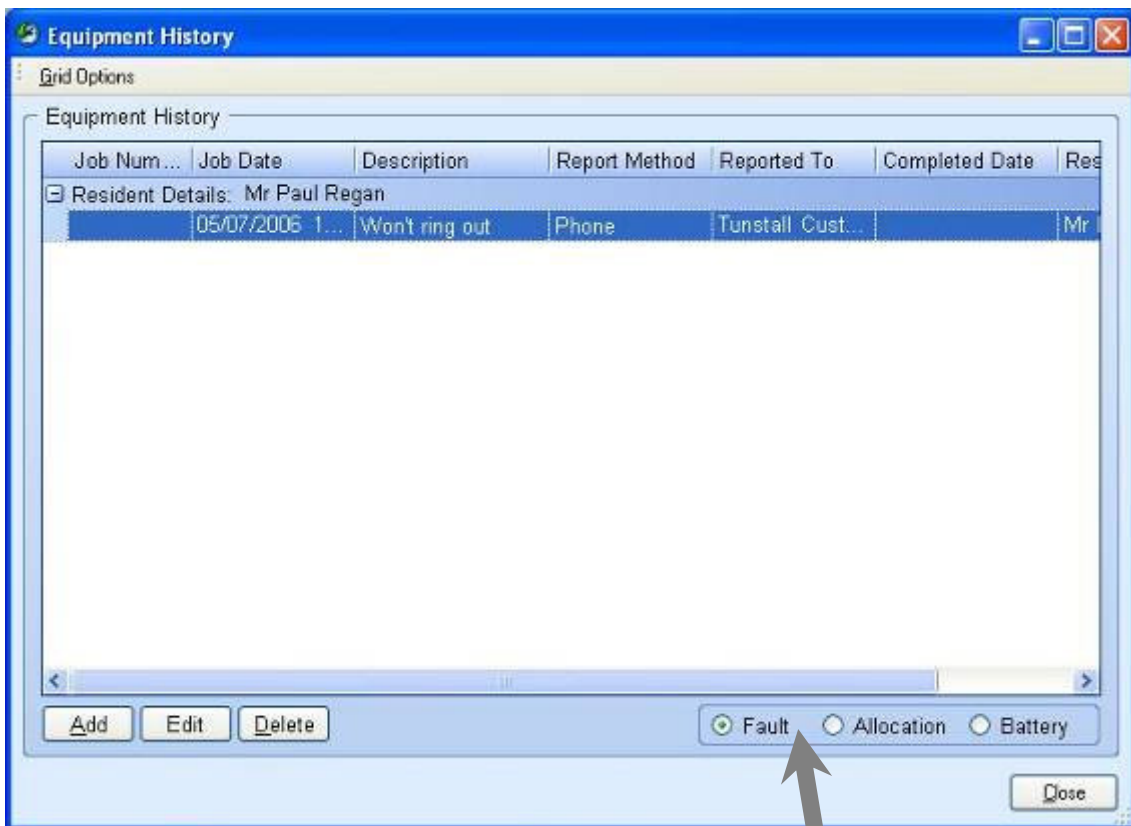 Equipment History
Grid Options
Equipment History
Job Num... Job Date Description Report Method Reported To Completed Date Res
Resident Details: Mr Paul Regan
05/07/2006 1... Won't ring out Phone Tunstall Cust... Mr
Add Edit Delete Fault Allocation Battery
Close